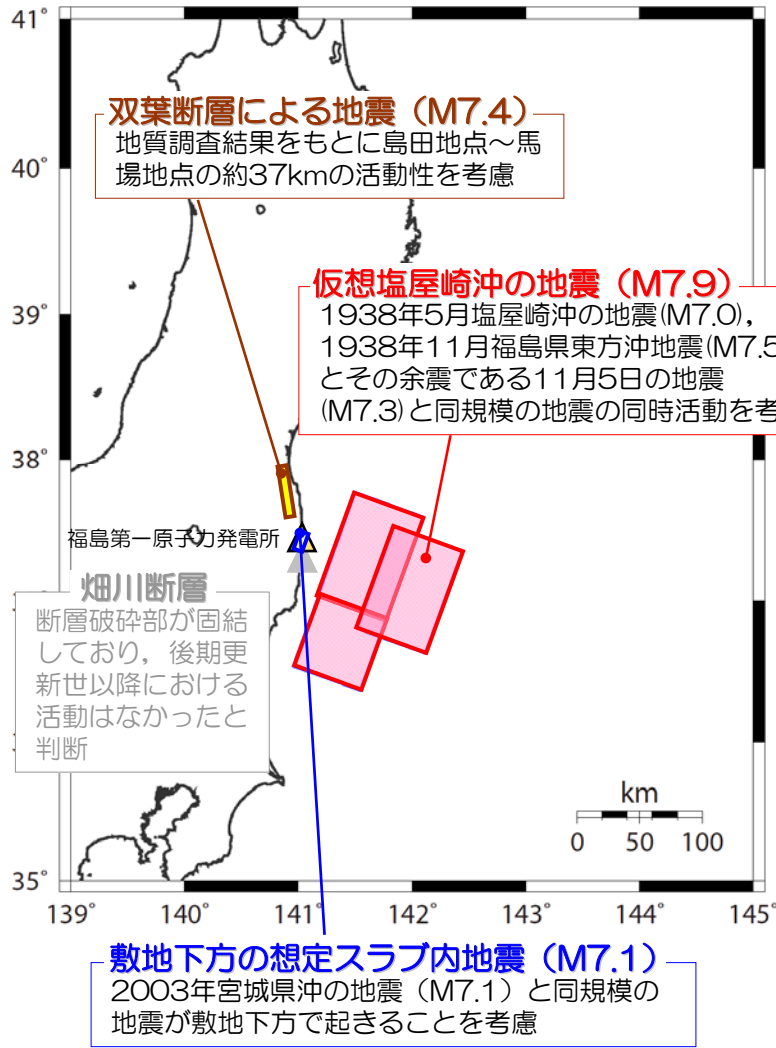 41°
双葉断層による地震（M7.4）
地質調査結果をもとに島田地点～馬
場地点の約37kmの活動性を考慮
40°
仮想塩屋崎沖の地震（M7.9）
39°
1938年5月塩屋崎沖の地震(M7.0)，
1938年11月福島県東方沖地震(M7.5
とその余震である11月5日の地震
(M7.3)と同規模の地震の同時活動を考
38°
福島第一原子力発電所
畑川断層
断層破砕部が固結
しており，後期更
新世以降における
活動はなかったと
判断
km
0 50 100
35°
139° 140° 141° 142° 143° 144° 145°
敷地下方の想定スラブ内地震（M7.1）
2003年宮城県沖の地震（M7.1）と同規模の
地震が敷地下方で起きることを考慮